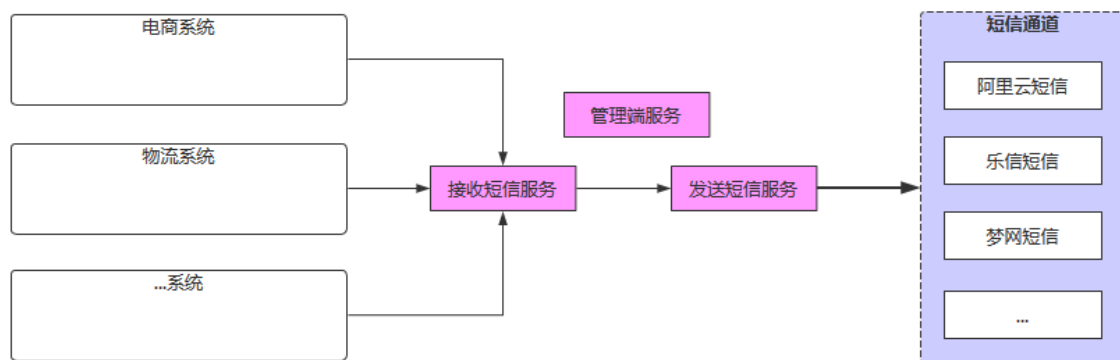 电商系统
物流系统
...系统
管理端服务
接收短信服务
发送短信服务
短信通道
阿里云短信
乐信短信
梦网短信
...